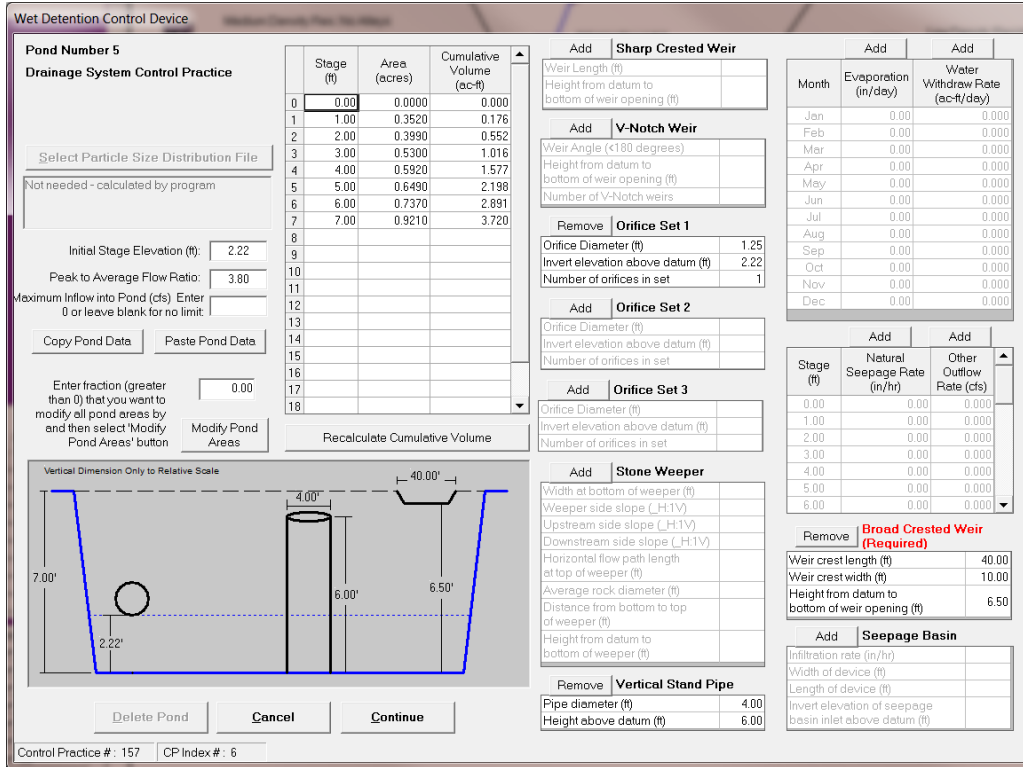 Wet Detention Control Device
Pond Number 5
Drainage System Control Practice
Select Particle Size Distribution File
Not needed - calculated by program
Initial Stage Elevation (ft): 2.22
Peak to Average Flow Ratio: 3.80
Maximum Inflow into Pond (cfs) Enter
0 or leave blank for no limit:
Copy Pond Data Paste Pond Data
Enter fraction (greater 0.00
than 0) that you want to
modify all pond areas by
and then select 'Modify
Pond Areas' button
Modify Pond
Areas
Stage
(ft)
Area
(acres)
Cumulative
Volume
(ac-ft)
0 0.00 0.0000 0.000
1 1.00 0.3520 0.176
2 2.00 0.3990 0.552
3 3.00 0.5300 1.016
4 4.00 0.5920 1.577
5 5.00 0.6490 2.198
6 6.00 0.7370 2.891
7 7.00 0.9210 3.720
8
9
10
11
12
13
14
15
16
17
18
Recalculate Cumulative Volume
Vertical Dimension Only to Relative Scale
40.00'
4.00'
7.00'
6.00'
6.50'
2.22'
Delete Pond Cancel Continue
Control Practice #: 157 CP Index #: 6
Add Sharp Crested Weir
Weir Length (ft)
Height from datum to
bottom of weir opening (ft)
Add V-Notch Weir
Weir Angle (<180 degrees)
Height from datum to
bottom of weir opening (ft)
Number of V-Notch weirs
Remove Orifice Set 1
Orifice Diameter (ft) 1.25
Invert elevation above datum (ft) 2.22
Number of orifices in set 1
Add Orifice Set 2
Orifice Diameter (ft)
Invert elevation above datum (ft)
Number of orifices in set
Add Orifice Set 3
Orifice Diameter (ft)
Invert elevation above datum (ft)
Number of orifices in set
Add Stone Weeper
Width at bottom of weeper (ft)
Weeper side slope (_H:1V)
Upstream side slope (_H:1V)
Downstream side slope (_H:1V)
Horizontal flow path length
at top of weeper (ft)
Average rock diameter (ft)
Distance from bottom to top
of weeper (ft)
Height from datum to
bottom of weeper (ft)
Remove Vertical Stand Pipe
Pipe diameter (ft) 4.00
Height above datum (ft) 6.00
Add Add
Month
Evaporation
(in/day)
Water
Withdraw Rate
(ac-ft/day)
Jan 0.00 0.000
Feb 0.00 0.000
Mar 0.00 0.000
Apr 0.00 0.000
May 0.00 0.000
Jun 0.00 0.000
Jul 0.00 0.000
Aug 0.00 0.000
Sep 0.00 0.000
Oct 0.00 0.000
Nov 0.00 0.000
Dec 0.00 0.000
Add Add
Stage
(ft)
Natural
Seepage Rate
(in/hr)
Other
Outflow
Rate (cfs)
0.00 0.00 0.000
1.00 0.00 0.000
2.00 0.00 0.000
3.00 0.00 0.000
4.00 0.00 0.000
5.00 0.00 0.000
6.00 0.00 0.000
Remove Broad Crested Weir
(Required)
Weir crest length (ft) 40.00
Weir crest width (ft) 10.00
Height from datum to
bottom of weir opening (ft) 6.50
Add Seepage Basin
Infiltration rate (in/hr)
Width of device (ft)
Length of device (ft)
Invert elevation of seepage
basin inlet above datum (ft)